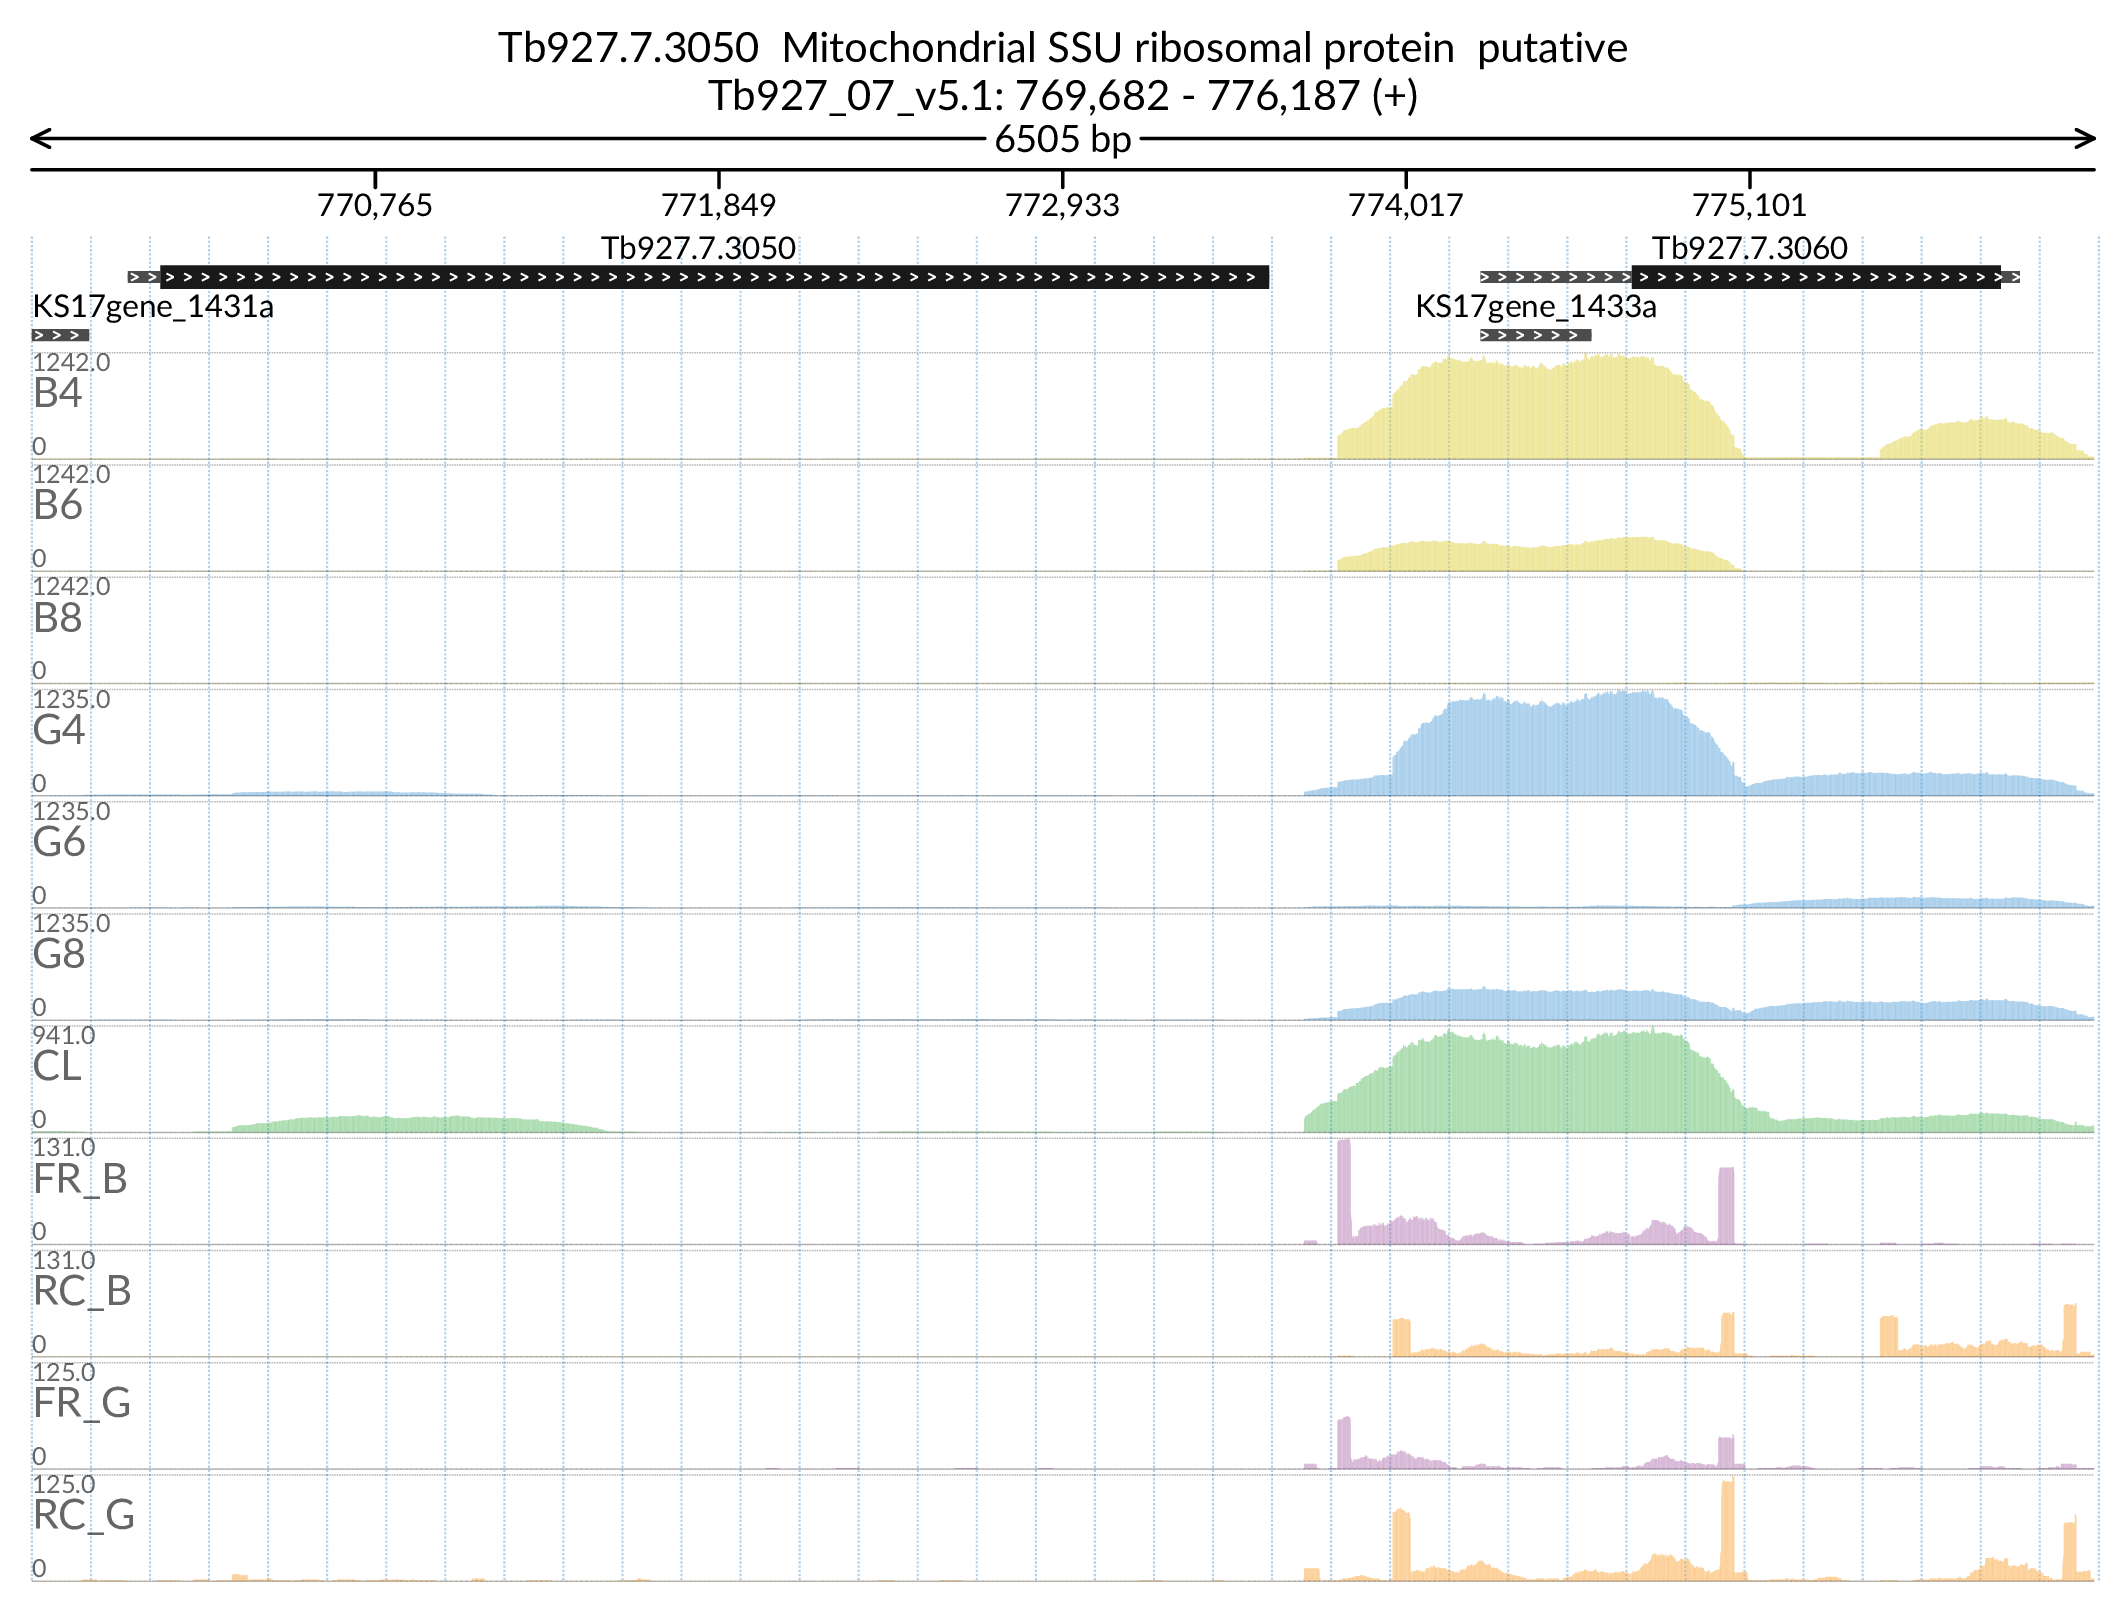 Tb927.7.3050  Mitochondrial SSU ribosomal protein  putative
Tb927_07_v5.1: 769,682 - 776,187 (+)
6505 bp
770,765 771,849 772,933 774,017 775,101
Tb927.7.3050 Tb927.7.3060
KS17gene_1431a KS17gene_1433a
1242.0
B4
0
1242.0
B6
0
1242.0
B8
0
1235.0
G4
0
1235.0
G6
0
1235.0
G8
0
941.0
CL
0
131.0
FR_B
0
131.0
RC_B
0
125.0
FR_G
0
125.0
RC_G
0